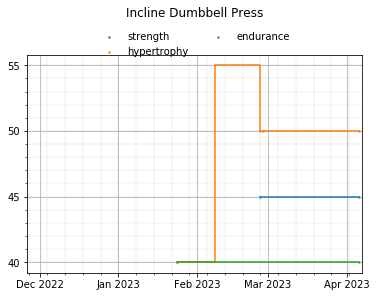 Incline Dumbbell Press
strength endurance
hypertrophy
55
50
45
40
Dec 2022 Jan 2023 Feb 2023 Mar 2023 Apr 2023